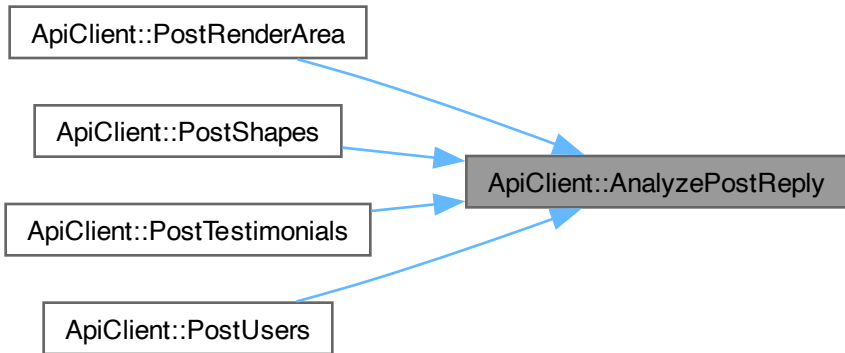 ApiClient::PostRenderArea
ApiClient::PostShapes
ApiClient::AnalyzePostReply
ApiClient::PostTestimonials
ApiClient::PostUsers